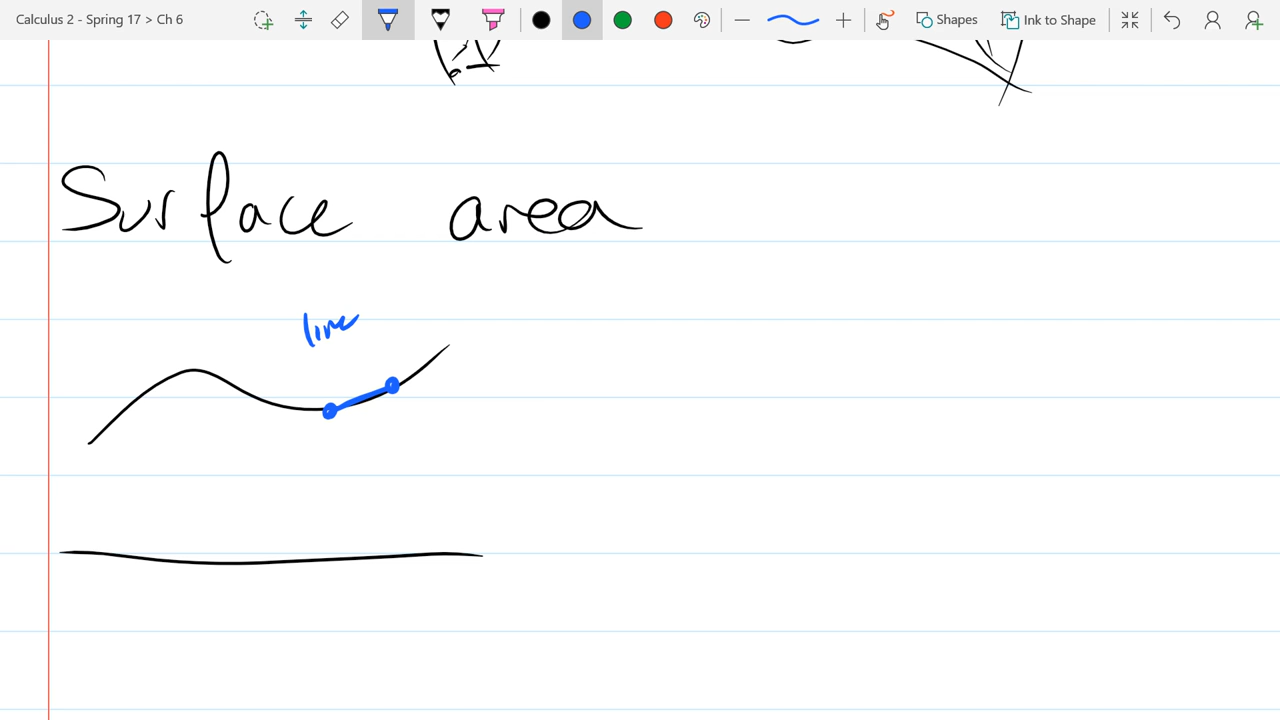 Calculus 2 - Spring 17 > Ch 6
Shapes
Ink to Shape
Surface area
line